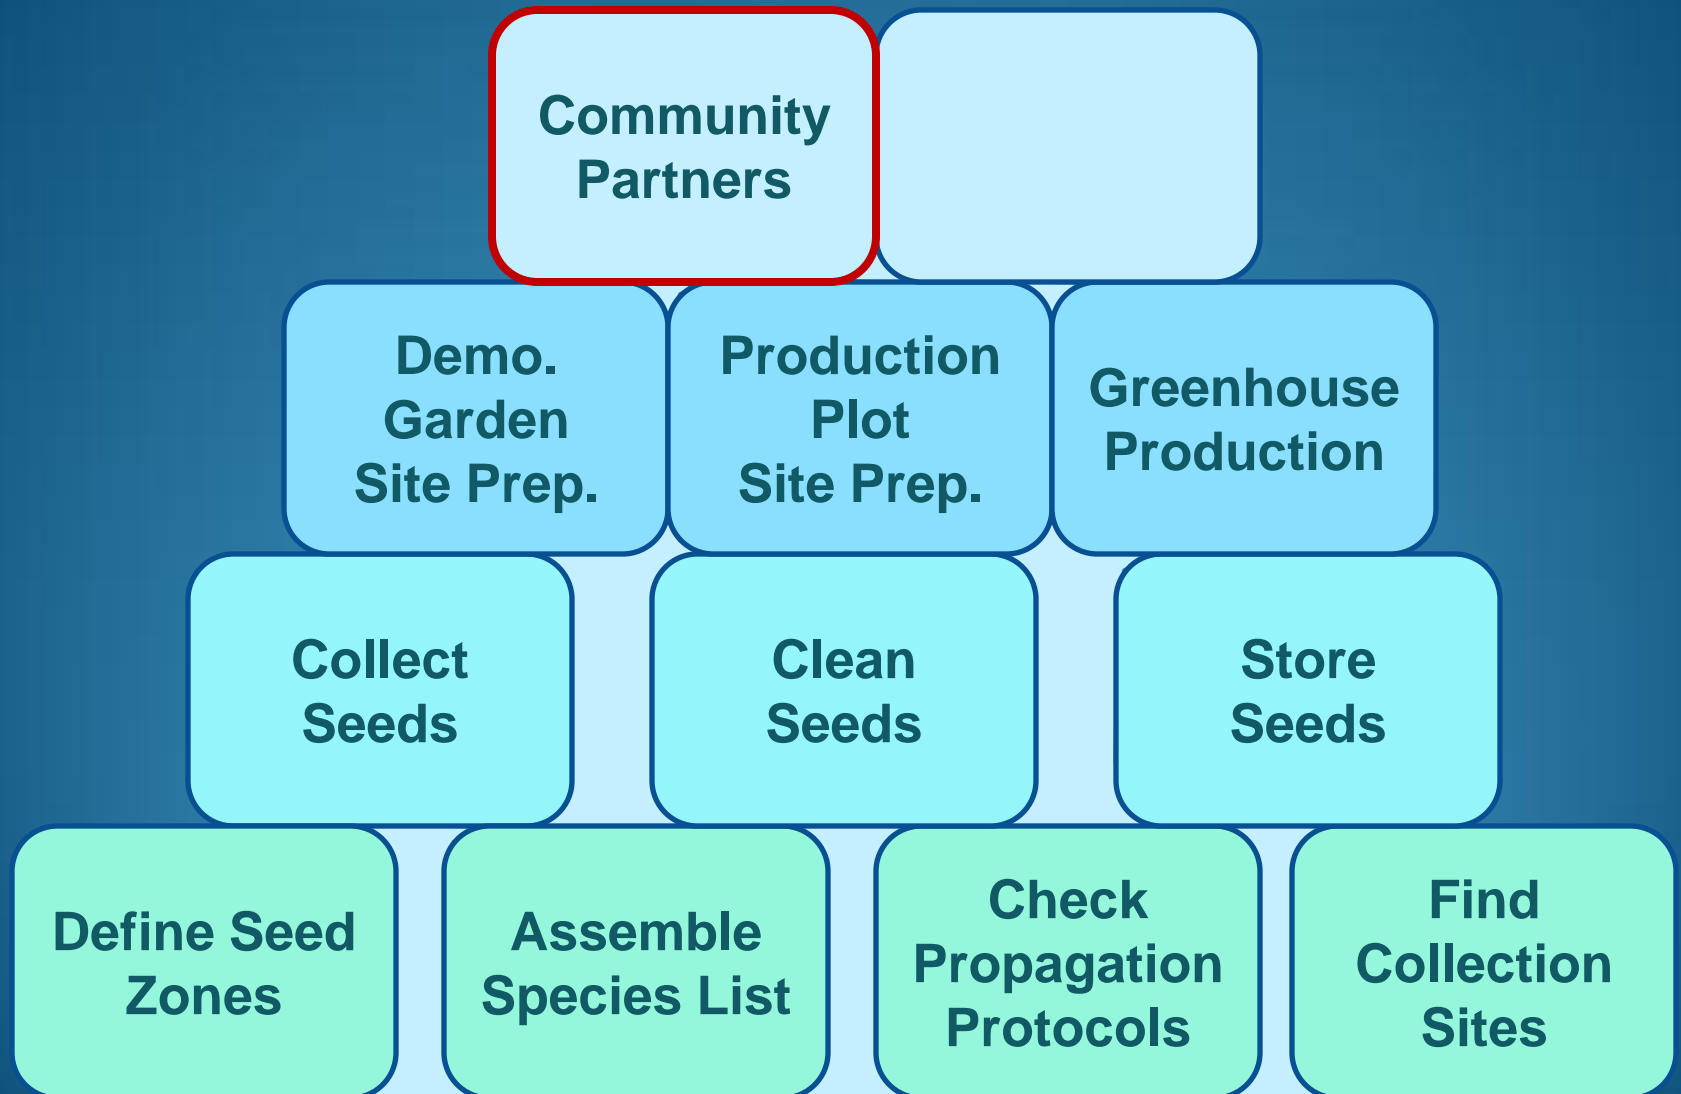 Community
Partners
Demo.
Garden
Site Prep.
Production
Plot
Site Prep.
Greenhouse
Production
Collect
Seeds
Clean
Seeds
Store
Seeds
Define Seed
Zones
Assemble
Species List
Check
Propagation
Protocols
Find
Collection
Sites